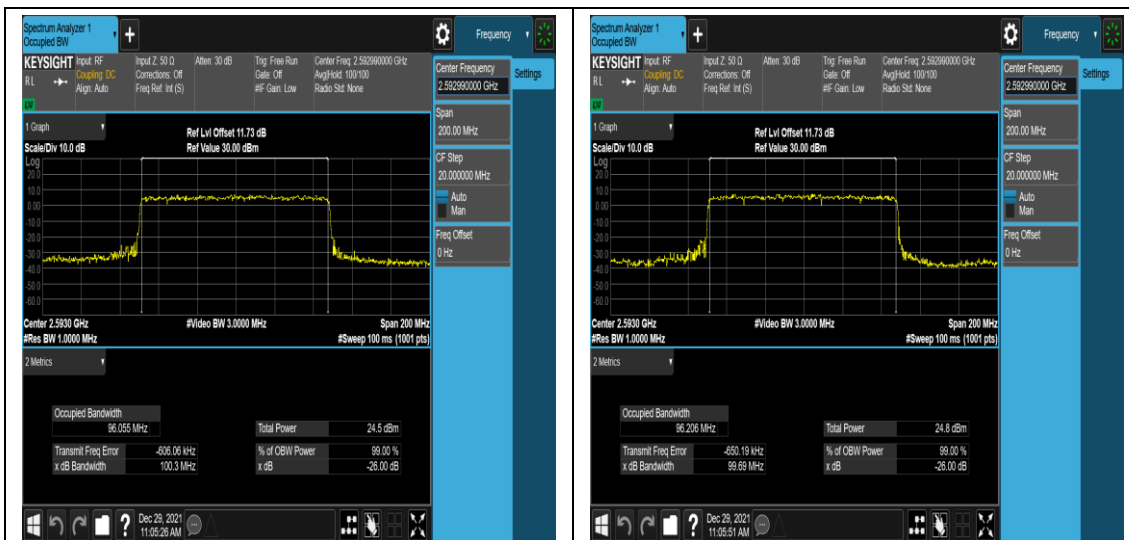 Spectrum Analyzer 1
Occupied BW
+
Frequency
KEYSIGHT
Input: RF
Input Z: 50 Ω
Atten: 30 dB
Trig: Free Run
Center Freq: 2.592990000 GHz
R L
Coupling: DC
Corrections: Off
Gate: Off
Avg|Hold: 100/100
Align: Auto
Freq Ref: Int (S)
#IF Gain: Low
Radio Std: None
Center Frequency
2.592990000 GHz
Settings
Span
200.00 MHz
CF Step
20.000000 MHz
Auto
Man
Freq Offset
0 Hz
1 Graph
Scale/Div 10.0 dB
Ref Lvl Offset 11.73 dB
Ref Value 30.00 dBm
Log
20.0
10.0
0.00
-10.0
-20.0
-30.0
-40.0
-50.0
-60.0
Center 2.5930 GHz
#Video BW 3.0000 MHz
Span 200 MHz
#Res BW 1.0000 MHz
#Sweep 100 ms (1001 pts)
2 Metrics
Occupied Bandwidth
96.055 MHz
Total Power 24.5 dBm
Transmit Freq Error -606.06 kHz
% of OBW Power 99.00 %
x dB Bandwidth 100.3 MHz
x dB -26.00 dB
?
Dec 29, 2021
11:05:26 AM
Spectrum Analyzer 1
Occupied BW
+
Frequency
KEYSIGHT
Input: RF
Input Z: 50 Ω
Atten: 30 dB
Trig: Free Run
Center Freq: 2.592990000 GHz
R L
Coupling: DC
Corrections: Off
Gate: Off
Avg|Hold: 100/100
Align: Auto
Freq Ref: Int (S)
#IF Gain: Low
Radio Std: None
Center Frequency
2.592990000 GHz
Settings
Span
200.00 MHz
CF Step
20.000000 MHz
Auto
Man
Freq Offset
0 Hz
1 Graph
Scale/Div 10.0 dB
Ref Lvl Offset 11.73 dB
Ref Value 30.00 dBm
Log
20.0
10.0
0.00
-10.0
-20.0
-30.0
-40.0
-50.0
-60.0
Center 2.5930 GHz
#Video BW 3.0000 MHz
Span 200 MHz
#Res BW 1.0000 MHz
#Sweep 100 ms (1001 pts)
2 Metrics
Occupied Bandwidth
96.206 MHz
Total Power 24.8 dBm
Transmit Freq Error -650.19 kHz
% of OBW Power 99.00 %
x dB Bandwidth 99.69 MHz
x dB -26.00 dB
?
Dec 29, 2021
11:05:51 AM